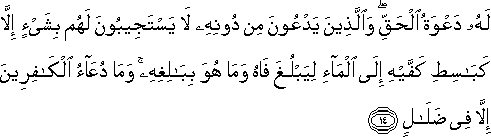 لَهُۥ دَعْوَةُ ٱلْحَقِّ ۖ وَٱلَّذِينَ يَدْعُونَ مِن دُونِهِۦ لَا يَسْتَجِيبُونَ لَهُم بِشَىْءٍ إِلَّا
كَبَـٰسِطِ كَفَّيْهِ إِلَى ٱلْمَآءِ لِيَبْلُغَ فَاهُ وَمَا هُوَ بِبَـٰلِغِهِۦ ۚ وَمَا دُعَآءُ ٱلْكَـٰفِرِينَ
إِلَّا فِى ضَلَـٰلٍ ۝١٤